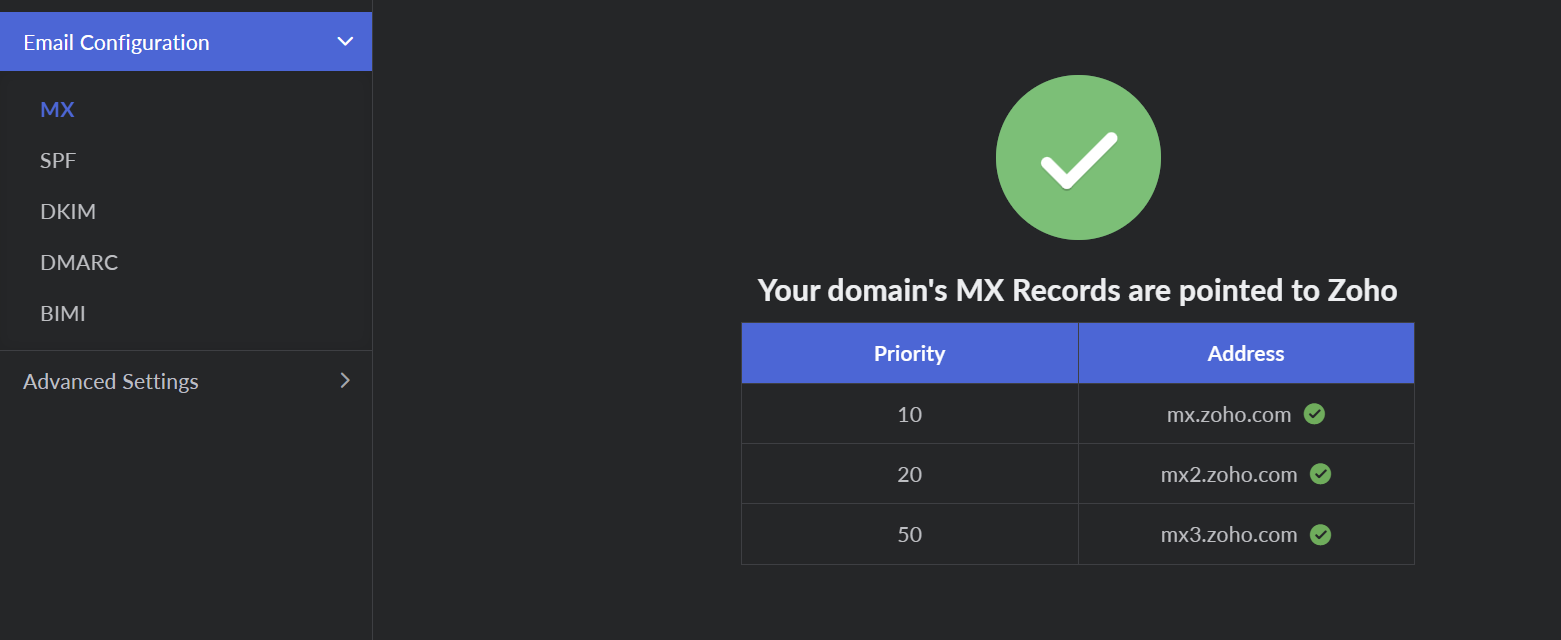 Email Configuration
MX
SPF
DKIM
DMARC
BIMI
Advanced Settings
Your domain's MX Records are pointed to Zoho
Priority Address
10 mx.zoho.com
20 mx2.zoho.com
50 mx3.zoho.com